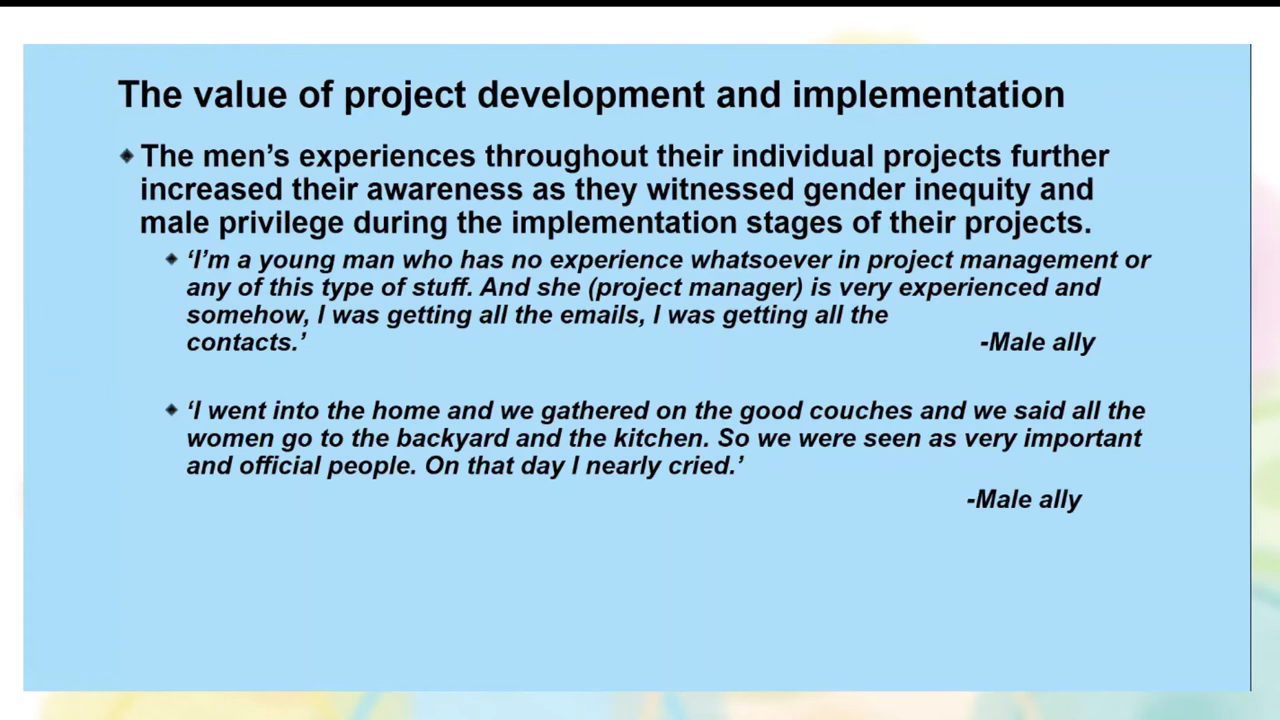 The value of project development and implementation
The men’s experiences throughout their individual projects further
increased their awareness as they witnessed gender inequity and
male privilege during the implementation stages of their projects.
‘I’m a young man who has no experience whatsoever in project management or
any of this type of stuff. And she (project manager) is very experienced and
somehow, I was getting all the emails, I was getting all the
contacts.’ -Male ally
‘I went into the home and we gathered on the good couches and we said all the
women go to the backyard and the kitchen. So we were seen as very important
and official people. On that day I nearly cried.’
-Male ally